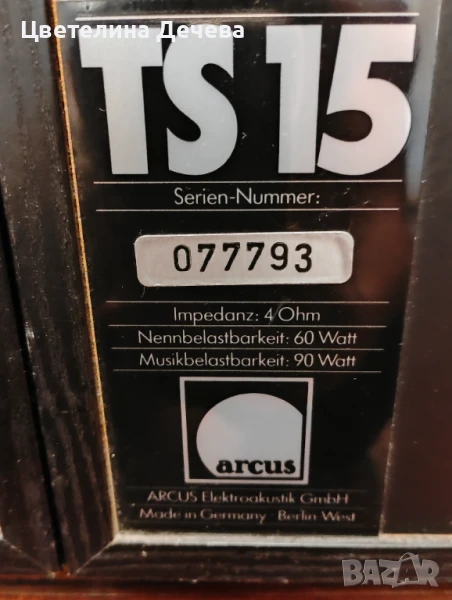 Цветелина Дечева
TS 15
Serien-Nummer:
077793
Impedanz: 4 Ohm
Nennbelastbarkeit: 60 Watt
Musikbelastbarkeit: 90 Watt
arcus
ARCUS Elektroakustik GmbH
Made in Germany · Berlin West
BAZAR